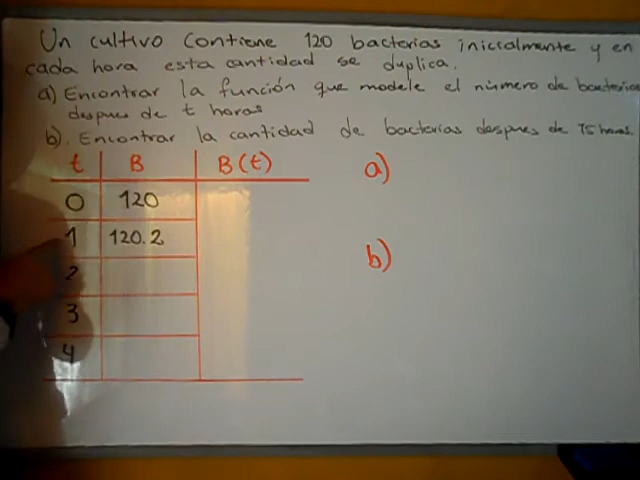 Un cultivo contiene 120 bacterias inicialmente y en
cada hora esta cantidad se duplica.
a) Encontrar la función que modele el número de bacterias
despues de t horas
b). Encontrar la cantidad de bacterias despues de 15 horas.
t B B(t) a)
0 120
1 120.2
b)
2
3
4